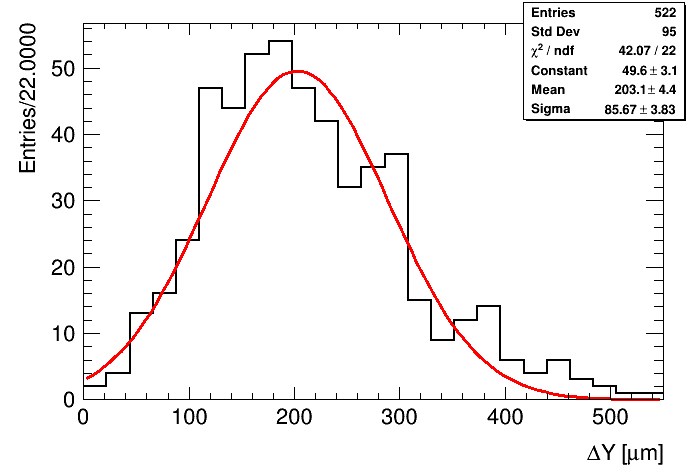 Entries 522
Std Dev 95
χ² / ndf 42.07 / 22
Constant 49.6 ± 3.1
Mean 203.1 ± 4.4
Sigma 85.67 ± 3.83
Entries/22.0000
50
40
30
20
10
0
0 100 200 300 400 500
ΔY [μm]